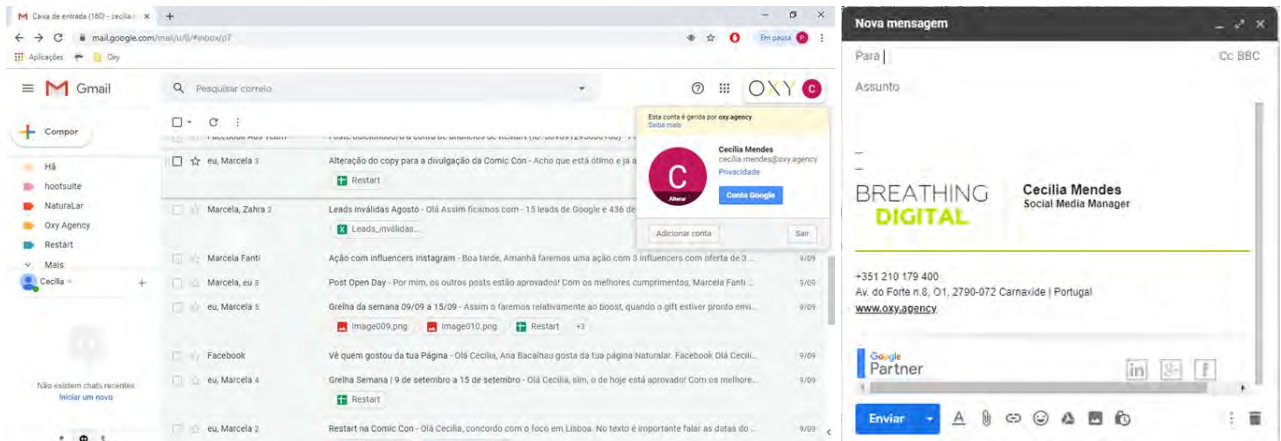 Caixa de entrada (160) - cecilia.m
mail.google.com/mail/u/0/#inbox/p7
Em pausa P
Aplicações
Oxy
Gmail
Pesquisar correio
OXY C
Compor
Hã
hootsuite
NaturaLar
Oxy Agency
Restart
Mais
Cecilia
Não existem chats recentes
Iniciar um novo
Facebook Ads Team
eu, Marcela 3
Alteração do copy para a divulgação da Comic Con - Acho que está ótimo e ja a
Restart
Marcela, Zahra 2
Leads inválidas Agosto - Olá Assim ficamos com - 15 leads de Google e 436 de
Leads_inválidas...
Marcela Fanti
Ação com influencers Instagram - Boa tarde, Amanhã faremos uma ação com 3 influencers com oferta de 3 ...
9/09
Marcela, eu 8
Post Open Day - Por mim, os outros posts estão aprovados! Com os melhores cumprimentos, Marcela Fanti ...
9/09
eu, Marcela 5
Grelha da semana 09/09 a 15/09 - Assim o faremos relativamente ao boost, quando o gift estiver pronto envi...
9/09
Image009.png
Image010.png
Restart
+3
Facebook
Vê quem gostou da tua Página - Olá Cecilia, Ana Bacalhau gosta da tua página Naturalar. Facebook Olá Cecili...
9/09
eu, Marcela 4
Grelha Semana | 9 de setembro a 15 de setembro - Olá Cecilia, sim, o de hoje está aprovado! Com os melhore...
9/09
Restart
eu, Marcela 2
Restart na Comic Con - Olá Cecilia, concordo com o foco em Lisboa. No texto é importante falar as datas do ...
9/09
Esta conta é gerida por oxy.agency.
Saiba mais
C
Alterar
Cecília Mendes
cecilia.mendes@oxy.agency
Privacidade
Conta Google
Adicionar conta
Sair
Nova mensagem
Para
Cc BBC
Assunto
--
--
BREATHING
DIGITAL
Cecília Mendes
Social Media Manager
+351 210 179 400
Av. do Forte n.8, O1, 2790-072 Carnaxide | Portugal
www.oxy.agency
Google
Partner
in
g+
f
Enviar